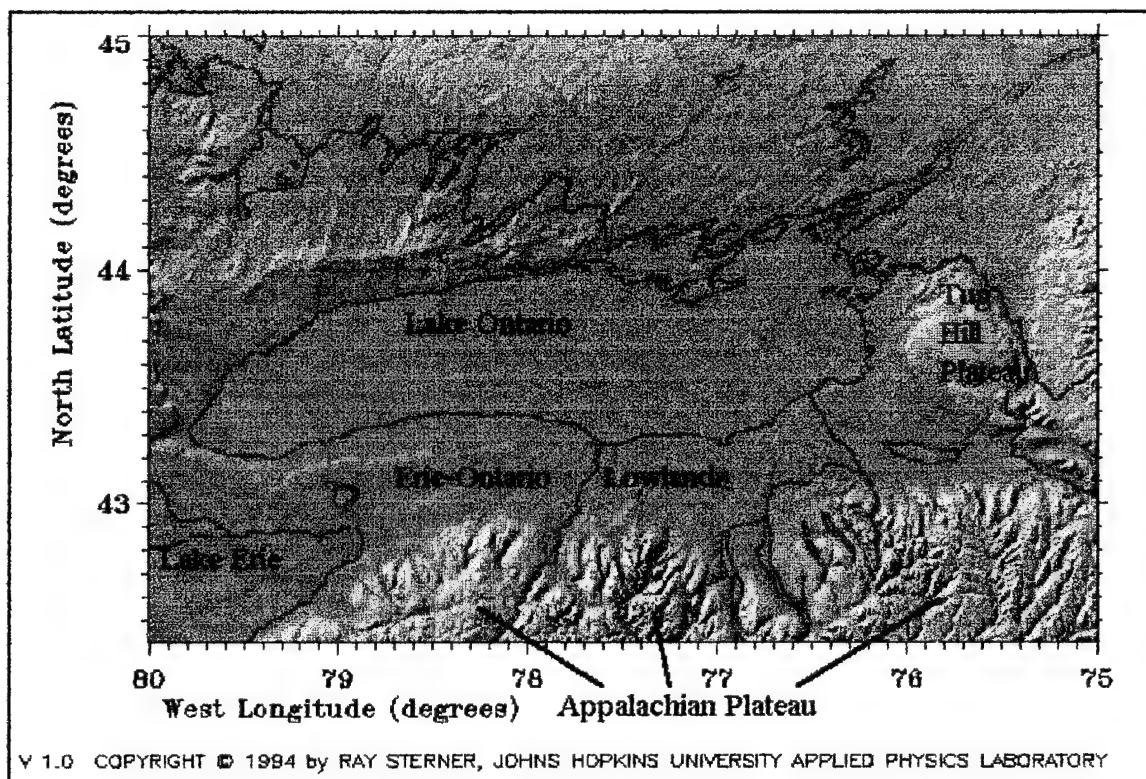 45
44
43
North Latitude (degrees)
Lake Ontario
Tug
Hill
Plateau
Erie-Ontario Lowlands
Lake Erie
80 79 78 77 76 75
West Longitude (degrees) Appalachian Plateau
V 1.0 COPYRIGHT © 1994 by RAY STERNER, JOHNS HOPKINS UNIVERSITY APPLIED PHYSICS LABORATORY